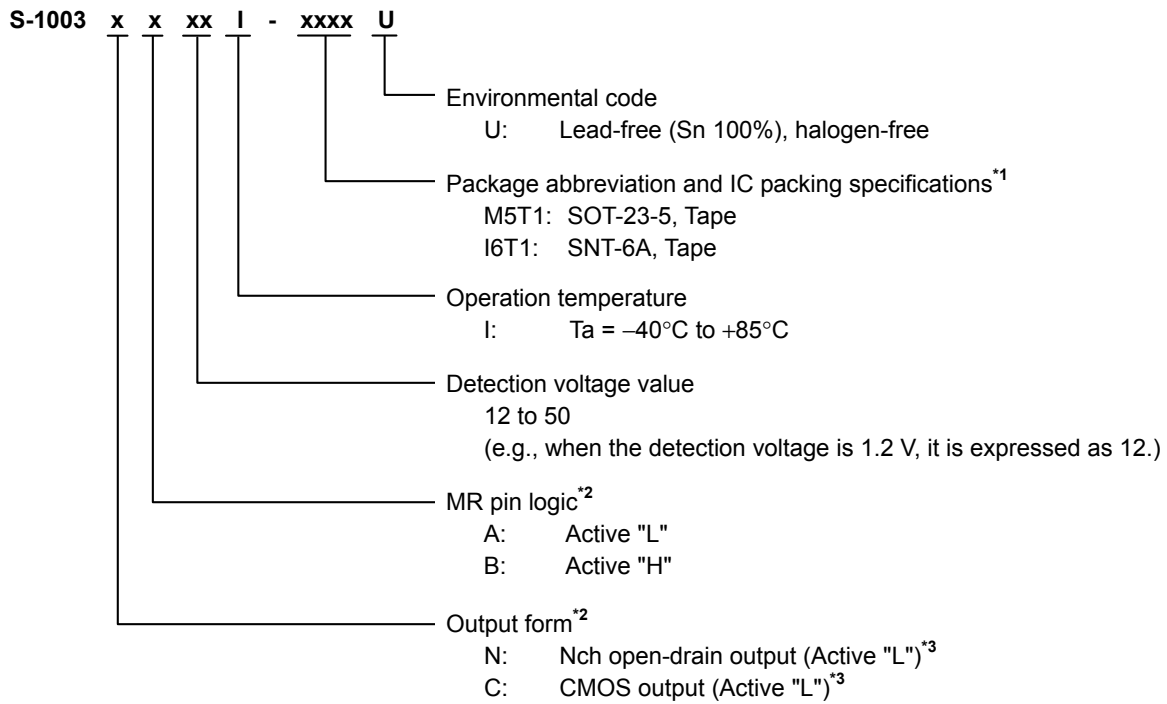 S-1003 x x xx I - xxxx U
Environmental code
U: Lead-free (Sn 100%), halogen-free
Package abbreviation and IC packing specifications*1
M5T1: SOT-23-5, Tape
I6T1: SNT-6A, Tape
Operation temperature
I: Ta = −40°C to +85°C
Detection voltage value
12 to 50
(e.g., when the detection voltage is 1.2 V, it is expressed as 12.)
MR pin logic*2
A: Active "L"
B: Active "H"
Output form*2
N: Nch open-drain output (Active "L")*3
C: CMOS output (Active "L")*3